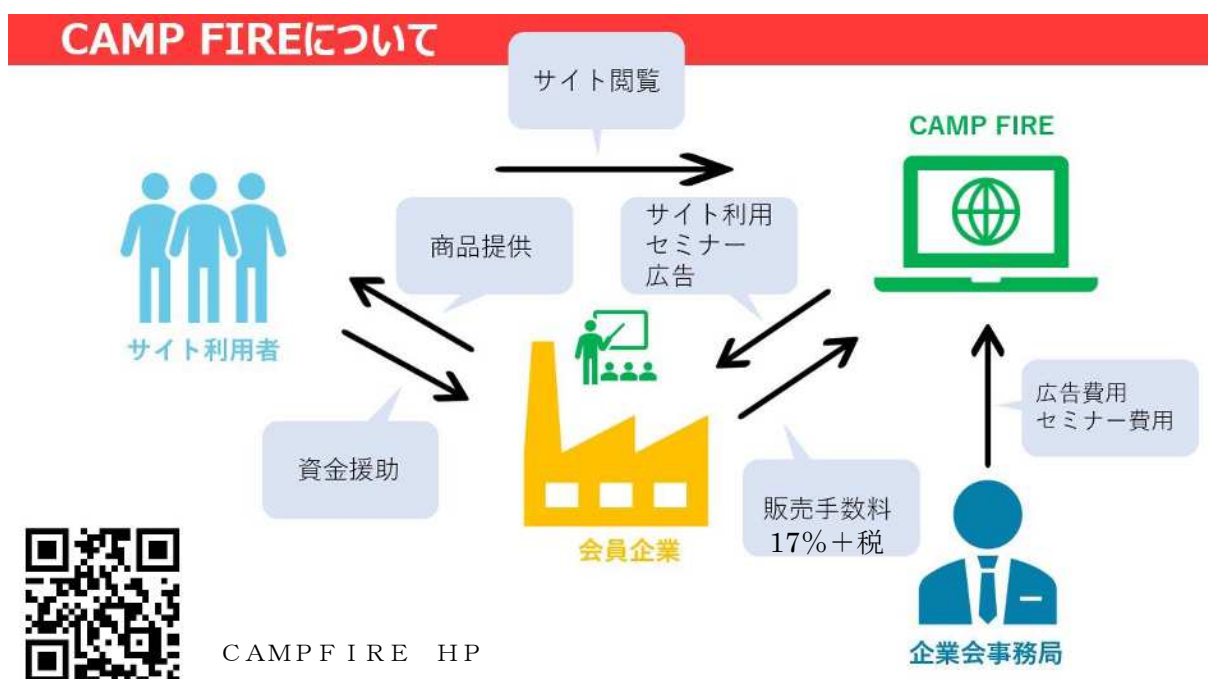 CAMP FIREについて
サイト閲覧
CAMP FIRE
商品提供
サイト利用
セミナー
広告
サイト利用者
広告費用
セミナー費用
資金援助
販売手数料
17%＋税
会員企業
ＣＡＭＰＦＩＲＥ　ＨＰ
企業会事務局